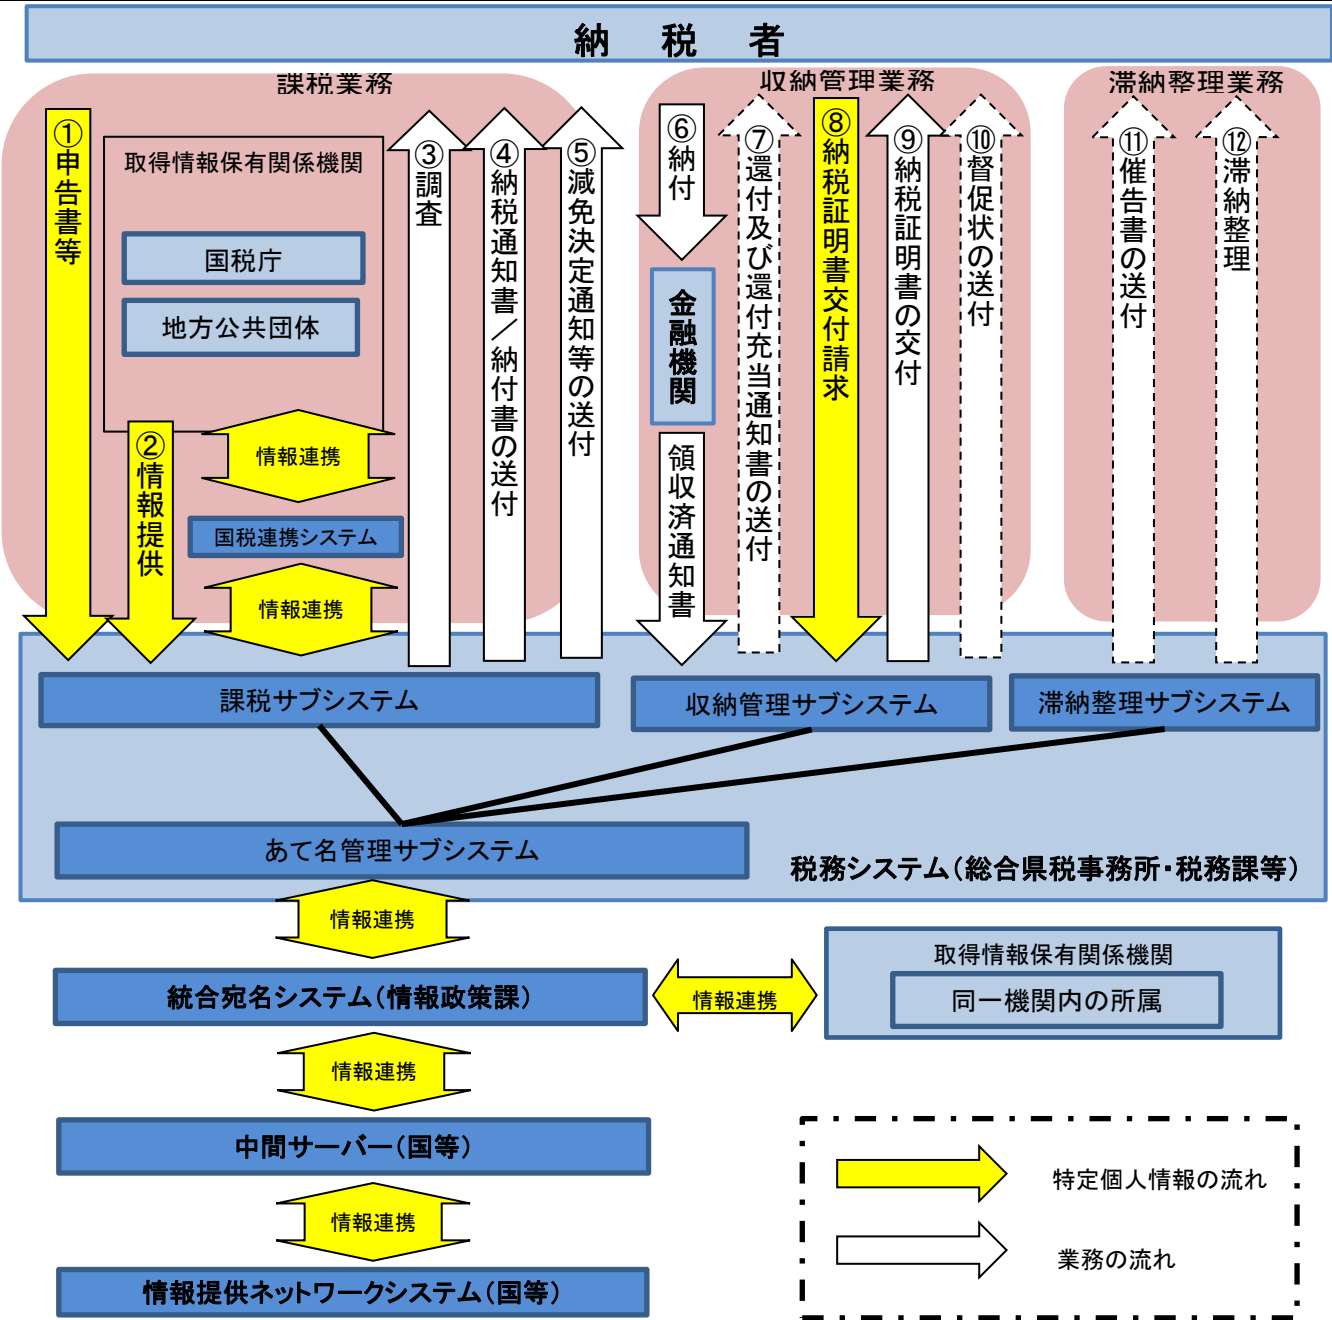 納　税　者
課税業務
収納管理業務
滞納整理業務
①申告書等
取得情報保有関係機関
国税庁
地方公共団体
②情報提供
情報連携
国税連携システム
情報連携
③調査
④納税通知書／納付書の送付
⑤減免決定通知等の送付
⑥納付
金融機関
領収済通知書
⑦還付及び還付充当通知書の送付
⑧納税証明書交付請求
⑨納税証明書の交付
⑩督促状の送付
⑪催告書の送付
⑫滞納整理
課税サブシステム
収納管理サブシステム
滞納整理サブシステム
あて名管理サブシステム
税務システム（総合県税事務所・税務課等）
情報連携
統合宛名システム（情報政策課）
情報連携
取得情報保有関係機関
同一機関内の所属
情報連携
中間サーバー（国等）
情報連携
情報提供ネットワークシステム（国等）
特定個人情報の流れ
業務の流れ